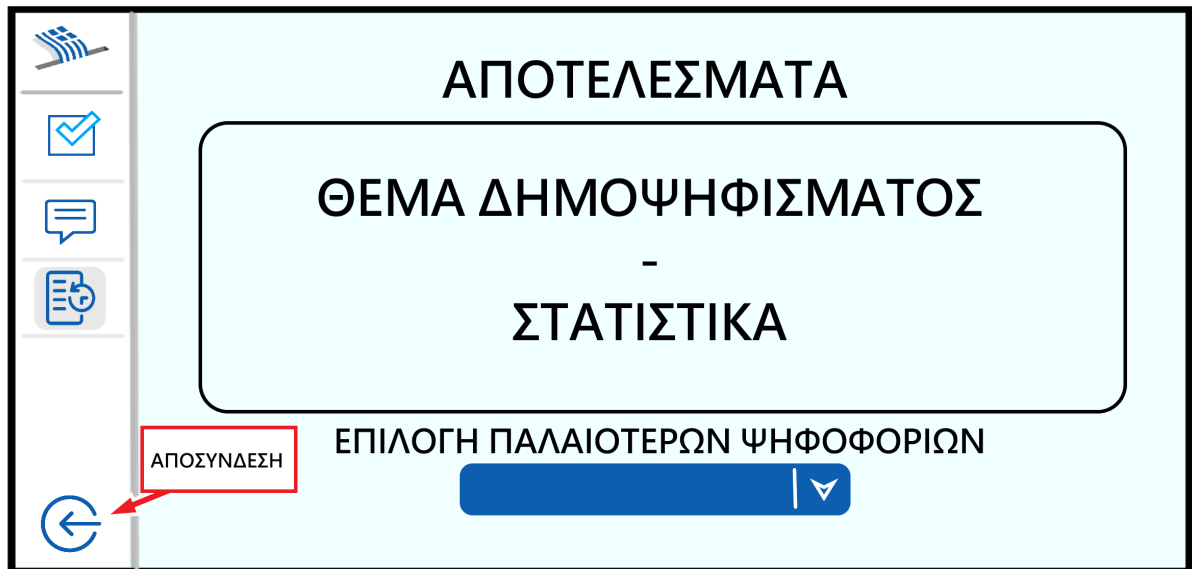 ΑΠΟΤΕΛΕΣΜΑΤΑ
ΘΕΜΑ ΔΗΜΟΨΗΦΙΣΜΑΤΟΣ
-
ΣΤΑΤΙΣΤΙΚΑ
ΕΠΙΛΟΓΗ ΠΑΛΑΙΟΤΕΡΩΝ ΨΗΦΟΦΟΡΙΩΝ
ΑΠΟΣΥΝΔΕΣΗ